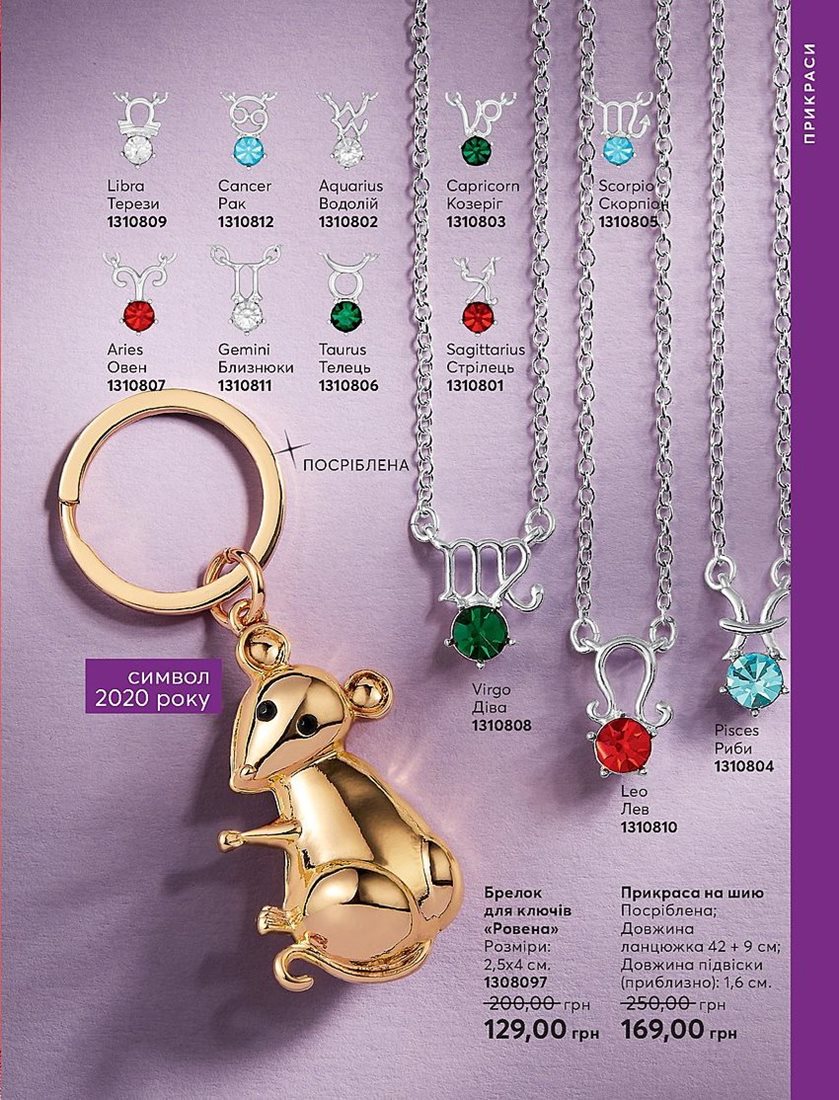 ПРИКРАСИ
Libra
Терези
1310809
Cancer
Рак
1310812
Aquarius
Водолій
1310802
Capricorn
Козеріг
1310803
Scorpio
Скорпіон
1310805
Aries
Овен
1310807
Gemini
Близнюки
1310811
Taurus
Телець
1310806
Sagittarius
Стрілець
1310801
ПОСРІБЛЕНА
символ
2020 року
Virgo
Діва
1310808
Pisces
Риби
1310804
Leo
Лев
1310810
Брелок
для ключів
«Ровена»
Розміри:
2,5х4 см.
1308097
200,00 грн
129,00 грн
Прикраса на шию
Посріблена;
Довжина
ланцюжка 42 + 9 см;
Довжина підвіски
(приблизно): 1,6 см.
250,00 грн
169,00 грн